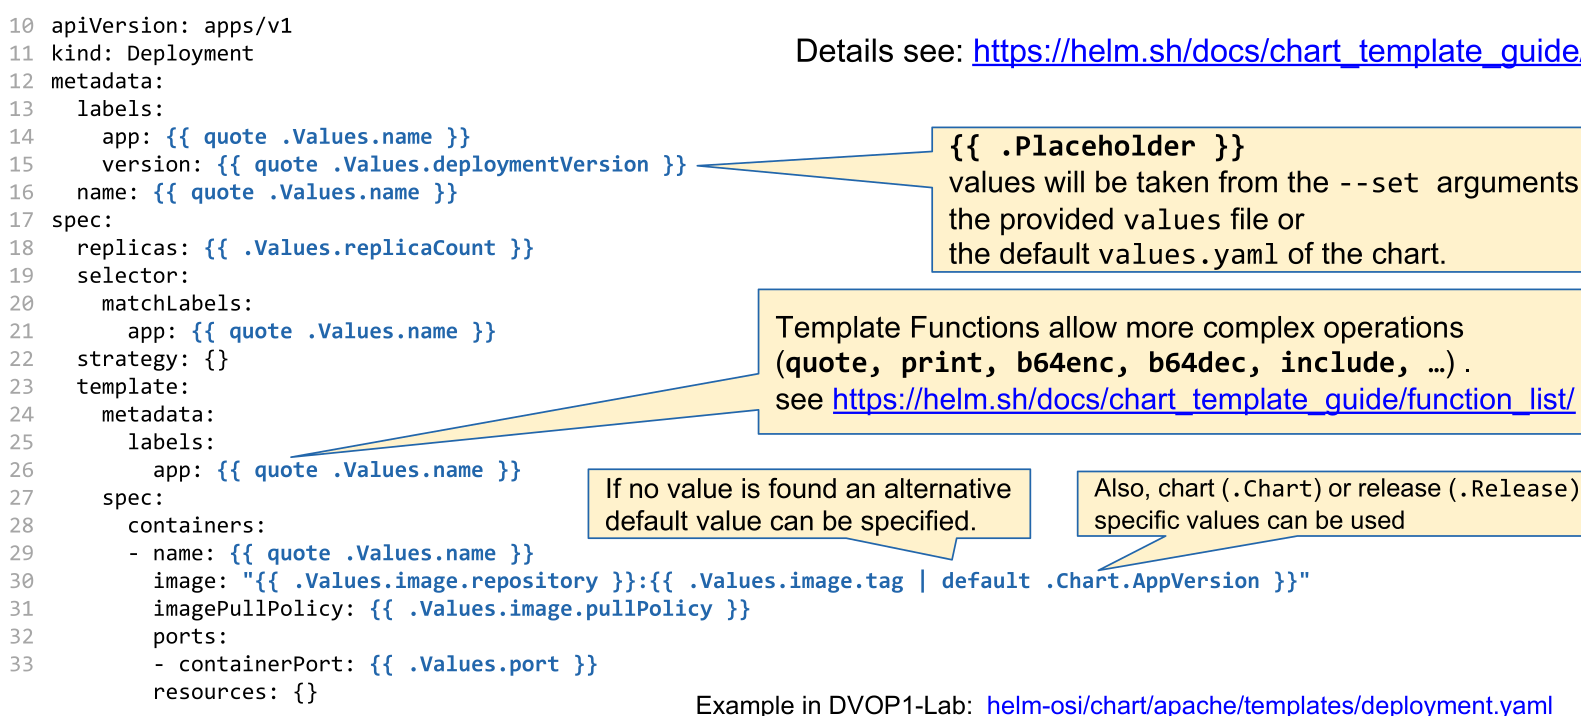 10 apiVersion: apps/v1
11 kind: Deployment
12 metadata:
13   labels:
14     app: {{ quote .Values.name }}
15     version: {{ quote .Values.deploymentVersion }}
16   name: {{ quote .Values.name }}
17 spec:
18   replicas: {{ .Values.replicaCount }}
19   selector:
20     matchLabels:
21       app: {{ quote .Values.name }}
22   strategy: {}
23   template:
24     metadata:
25       labels:
26         app: {{ quote .Values.name }}
27     spec:
28       containers:
29       - name: {{ quote .Values.name }}
30         image: "{{ .Values.image.repository }}:{{ .Values.image.tag | default .Chart.AppVersion }}"
31         imagePullPolicy: {{ .Values.image.pullPolicy }}
32         ports:
33         - containerPort: {{ .Values.port }}
           resources: {}
Details see: https://helm.sh/docs/chart_template_guide/
{{ .Placeholder }}
values will be taken from the --set arguments
the provided values file or
the default values.yaml of the chart.
Template Functions allow more complex operations
(quote, print, b64enc, b64dec, include, …) .
see https://helm.sh/docs/chart_template_guide/function_list/
If no value is found an alternative
default value can be specified.
Also, chart (.Chart) or release (.Release)
specific values can be used
Example in DVOP1-Lab: helm-osi/chart/apache/templates/deployment.yaml